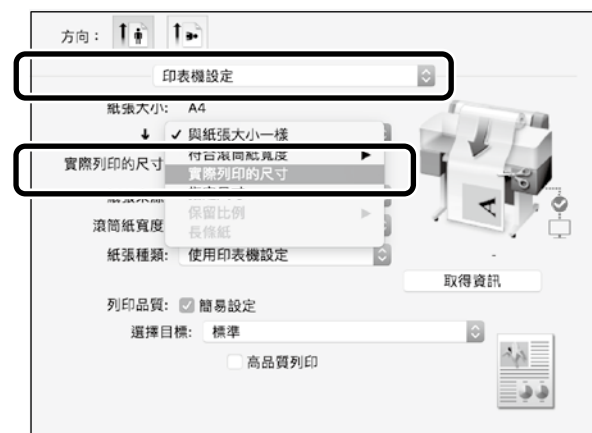 方向：
印表機設定
紙張大小: A4
↓ ✓ 與紙張大小一樣
符合滾筒紙寬度 ▶
實際列印的尺寸
實際列印的尺寸
保留比例 ▶
滾筒紙寬度
長條紙
紙張種類: 使用印表機設定
-
取得資訊
列印品質: 簡易設定
選擇目標: 標準
高品質列印